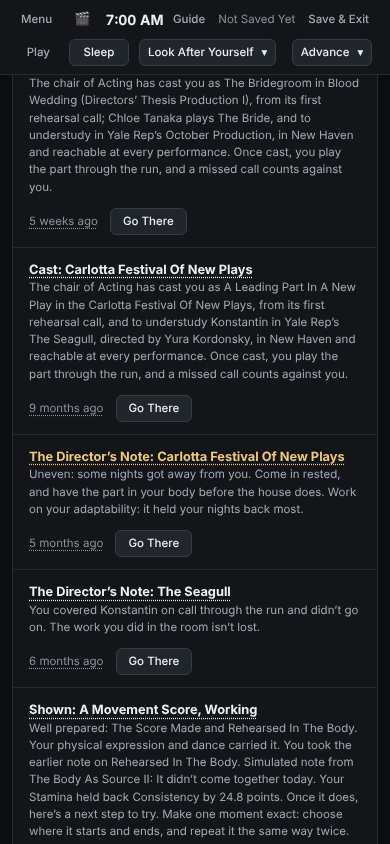 Menu 🎬 7:00 AM Guide Not Saved Yet Save & Exit
Play Sleep Look After Yourself ▾ Advance ▾
The chair of Acting has cast you as The Bridegroom in Blood
Wedding (Directors’ Thesis Production I), from its first
rehearsal call; Chloe Tanaka plays The Bride, and to
understudy in Yale Rep’s October Production, in New Haven
and reachable at every performance. Once cast, you play
the part through the run, and a missed call counts against
you.
5 weeks ago Go There
Cast: Carlotta Festival Of New Plays
The chair of Acting has cast you as A Leading Part In A New
Play in the Carlotta Festival Of New Plays, from its first
rehearsal call, and to understudy Konstantin in Yale Rep’s
The Seagull, directed by Yura Kordonsky, in New Haven and
reachable at every performance. Once cast, you play the
part through the run, and a missed call counts against you.
9 months ago Go There
The Director’s Note: Carlotta Festival Of New Plays
Uneven: some nights got away from you. Come in rested,
and have the part in your body before the house does. Work
on your adaptability: it held your nights back most.
5 months ago Go There
The Director’s Note: The Seagull
You covered Konstantin on call through the run and didn’t go
on. The work you did in the room isn’t lost.
6 months ago Go There
Shown: A Movement Score, Working
Well prepared: The Score Made and Rehearsed In The Body.
Your physical expression and dance carried it. You took the
earlier note on Rehearsed In The Body. Simulated note from
The Body As Source II: It didn’t come together today. Your
Stamina held back Consistency by 24.8 points. Once it does,
here’s a next step to try. Make one moment exact: choose
where it starts and ends, and repeat it the same way twice.